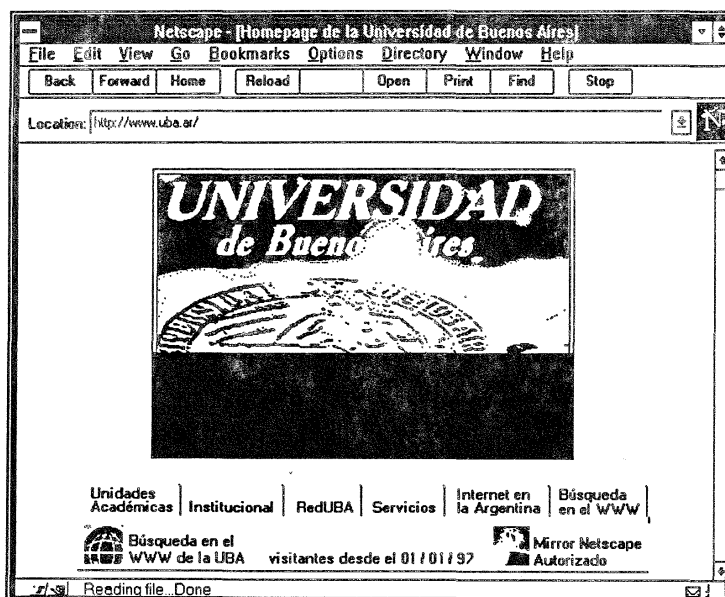 Netscape - [Homepage de la Universidad de Buenos Aires]
File Edit View Go Bookmarks Options Directory Window Help
Back Forward Home Reload Open Print Find Stop
Location: http://www.uba.ar/
N
UNIVERSIDAD
de Buenos Aires
Unidades Académicas Institucional RedUBA Servicios Internet en la Argentina Búsqueda en el WWW
Búsqueda en el
WWW de la UBA visitantes desde el 01/01/97
Mirror Netscape
Autorizado
Reading file...Done